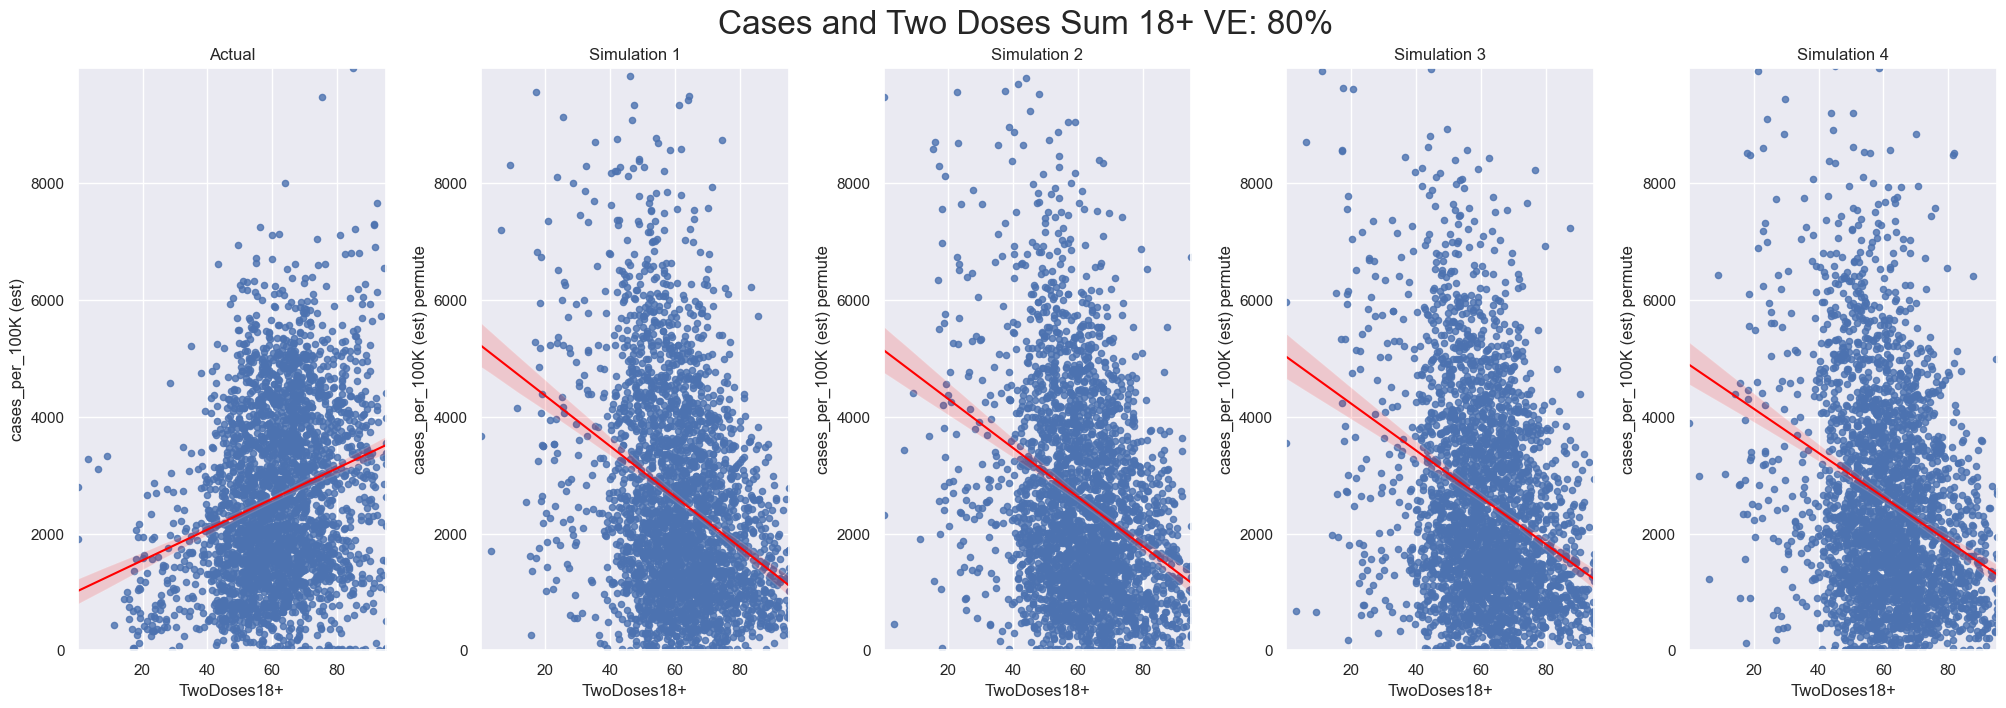 Cases and Two Doses Sum 18+ VE: 80%
Actual
cases_per_100K (est)
8000
6000
4000
2000
0
20 40 60 80
TwoDoses18+
Simulation 1
cases_per_100K (est) permute
8000
6000
4000
2000
0
20 40 60 80
TwoDoses18+
Simulation 2
cases_per_100K (est) permute
8000
6000
4000
2000
0
20 40 60 80
TwoDoses18+
Simulation 3
cases_per_100K (est) permute
8000
6000
4000
2000
0
20 40 60 80
TwoDoses18+
Simulation 4
cases_per_100K (est) permute
8000
6000
4000
2000
0
20 40 60 80
TwoDoses18+